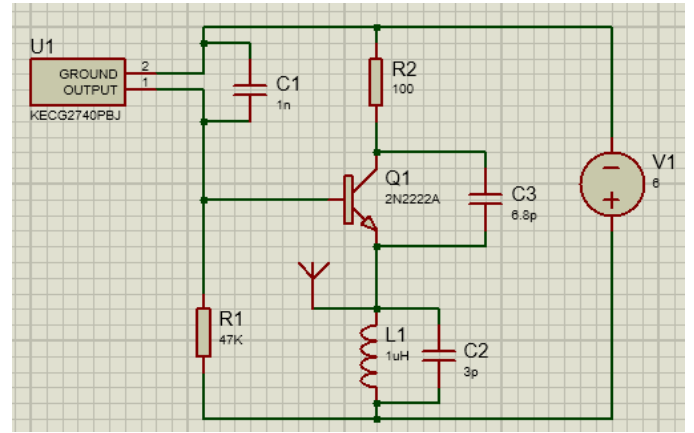 U1
GROUND 2
OUTPUT 1
KECG2740PBJ
C1
1n
R2
100
Q1
2N2222A
C3
6.8p
V1
6
R1
47K
L1
1uH
C2
3p